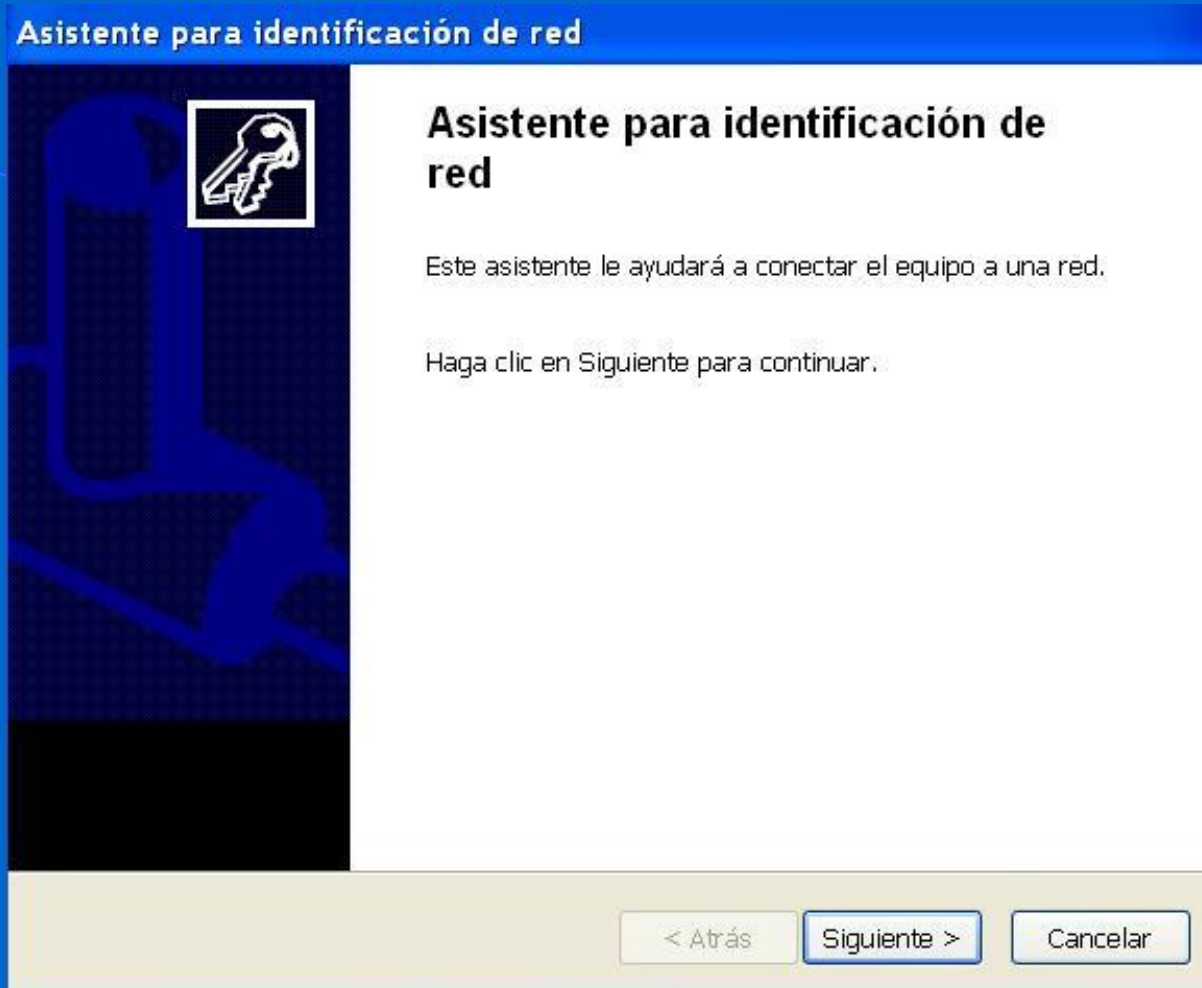 Asistente para identificación de red
Asistente para identificación de
red
Este asistente le ayudará a conectar el equipo a una red.
Haga clic en Siguiente para continuar.
< Atrás
Siguiente >
Cancelar